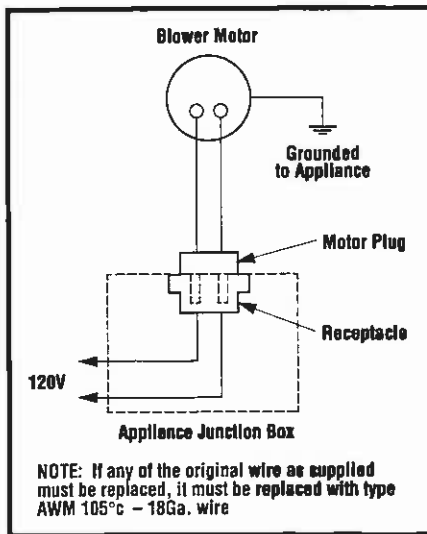 Blower Motor
Grounded
to Appliance
Motor Plug
Receptacle
120V
Appliance Junction Box
NOTE: If any of the original wire as supplied
must be replaced, it must be replaced with type
AWM 105°c – 18Ga. wire